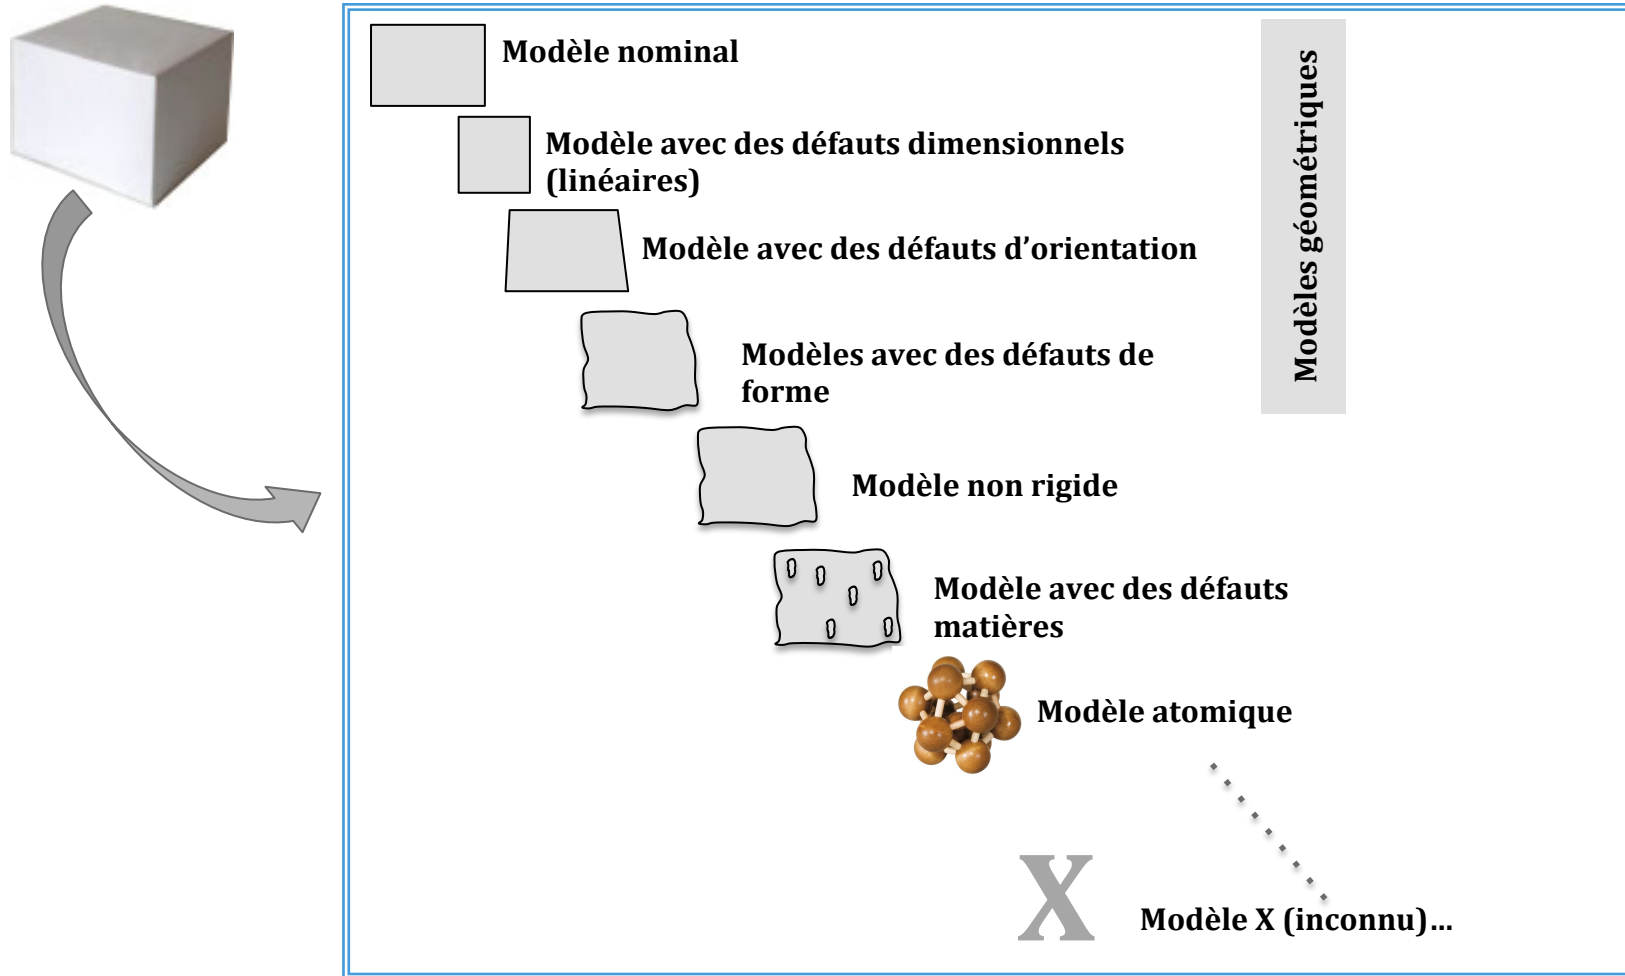 Modèle nominal
Modèle avec des défauts dimensionnels
(linéaires)
Modèle avec des défauts d’orientation
Modèles avec des défauts de
forme
Modèle non rigide
Modèle avec des défauts
matières
Modèle atomique
X
Modèle X (inconnu)...
Modèles géométriques